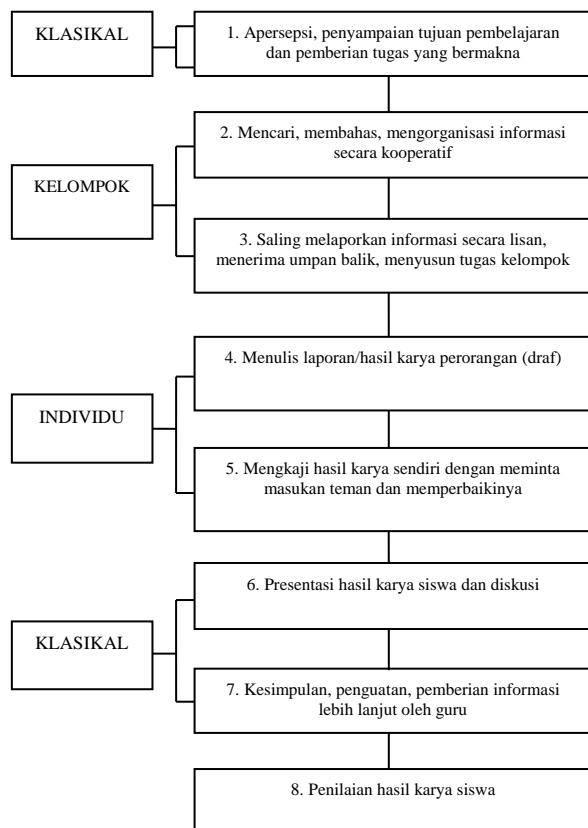 KLASIKAL
1. Apersepsi, penyampaian tujuan pembelajaran
dan pemberian tugas yang bermakna
KELOMPOK
2. Mencari, membahas, mengorganisasi informasi
secara kooperatif
3. Saling melaporkan informasi secara lisan,
menerima umpan balik, menyusun tugas kelompok
INDIVIDU
4. Menulis laporan/hasil karya perorangan (draf)
5. Mengkaji hasil karya sendiri dengan meminta
masukan teman dan memperbaikinya
KLASIKAL
6. Presentasi hasil karya siswa dan diskusi
7. Kesimpulan, penguatan, pemberian informasi
lebih lanjut oleh guru
8. Penilaian hasil karya siswa